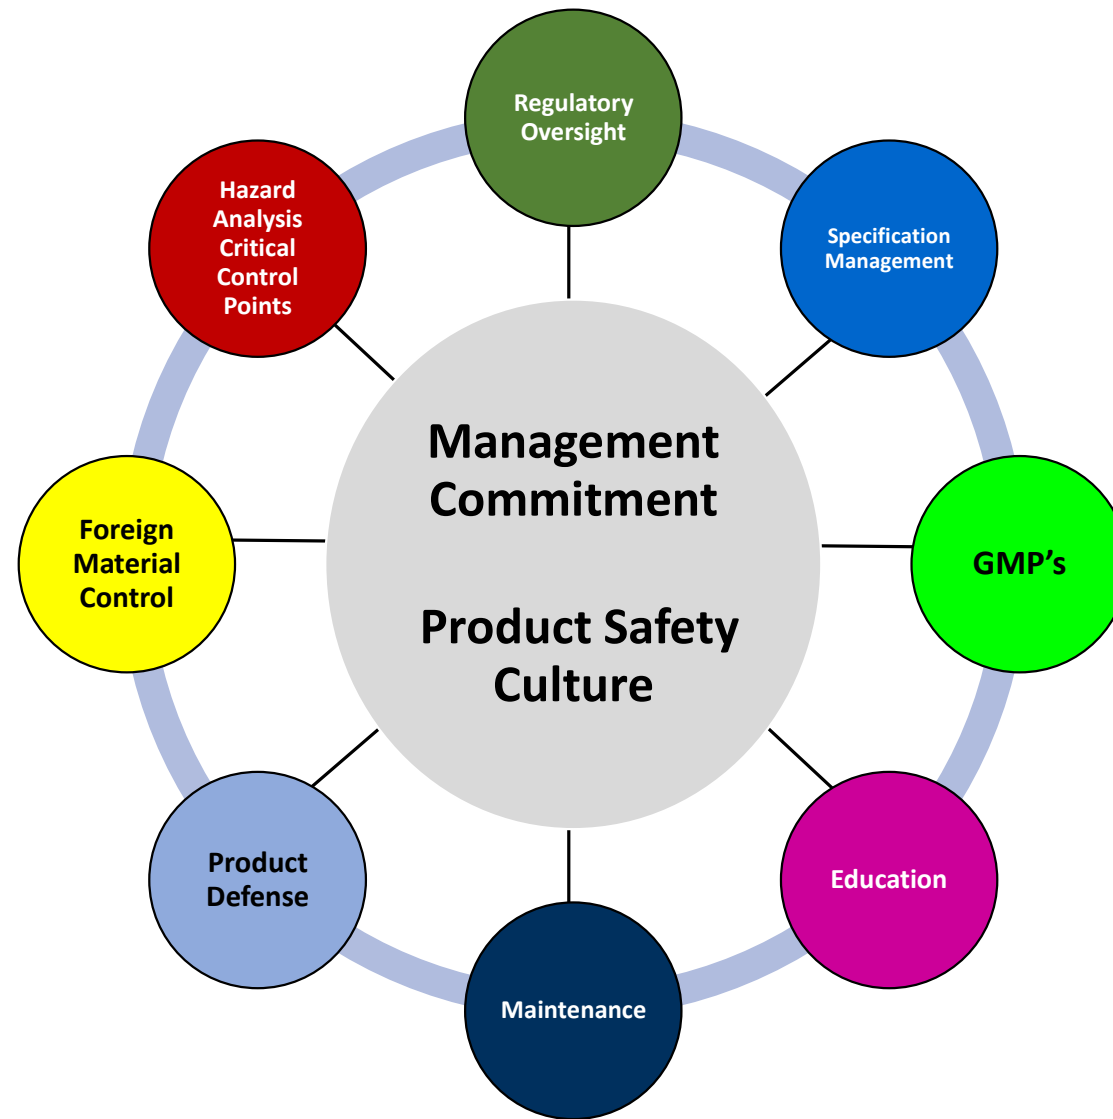 Regulatory
Oversight
Hazard
Analysis
Critical
Control
Points
Specification
Management
Management
Commitment
Foreign
Material
Control
GMP’s
Product Safety
Culture
Product
Defense
Education
Maintenance